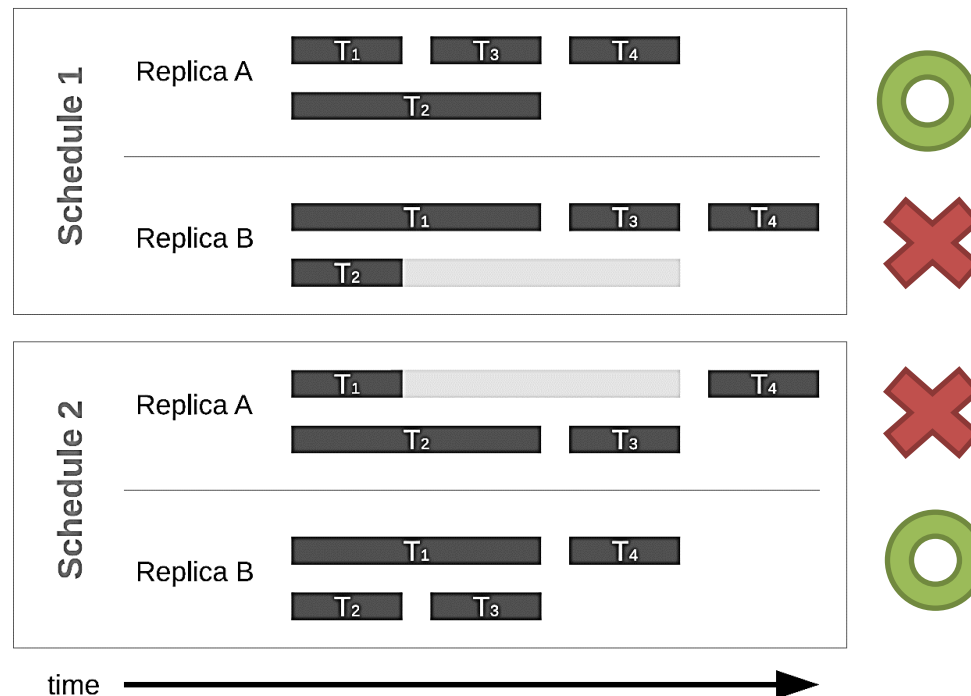 Schedule 1
Replica A
T1 T3 T4
T2
Replica B
T1 T3 T4
T2
Schedule 2
Replica A
T1 T4
T2 T3
Replica B
T1 T4
T2 T3
time